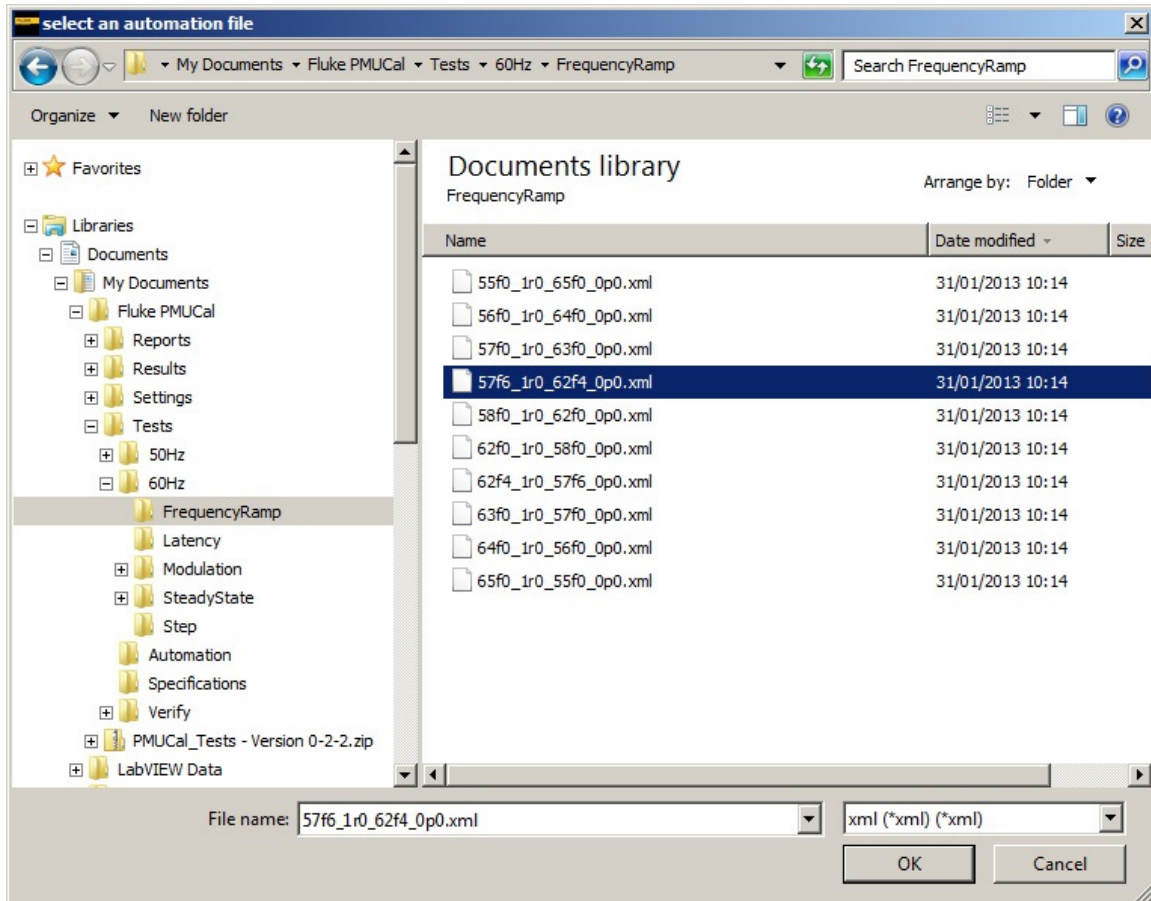 select an automation file
My Documents Fluke PMUCal Tests 60Hz FrequencyRamp
Search FrequencyRamp
Organize New folder
Favorites
Libraries
Documents
My Documents
Fluke PMUCal
Reports
Results
Settings
Tests
50Hz
60Hz
FrequencyRamp
Latency
Modulation
SteadyState
Step
Automation
Specifications
Verify
PMUCal_Tests - Version 0-2-2.zip
LabVIEW Data
Documents library
FrequencyRamp
Arrange by: Folder
Name Date modified Size
55f0_1r0_65f0_0p0.xml 31/01/2013 10:14
56f0_1r0_64f0_0p0.xml 31/01/2013 10:14
57f0_1r0_63f0_0p0.xml 31/01/2013 10:14
57f6_1r0_62f4_0p0.xml 31/01/2013 10:14
58f0_1r0_62f0_0p0.xml 31/01/2013 10:14
62f0_1r0_58f0_0p0.xml 31/01/2013 10:14
62f4_1r0_57f6_0p0.xml 31/01/2013 10:14
63f0_1r0_57f0_0p0.xml 31/01/2013 10:14
64f0_1r0_56f0_0p0.xml 31/01/2013 10:14
65f0_1r0_55f0_0p0.xml 31/01/2013 10:14
File name: 57f6_1r0_62f4_0p0.xml
xml (*xml) (*xml)
OK Cancel